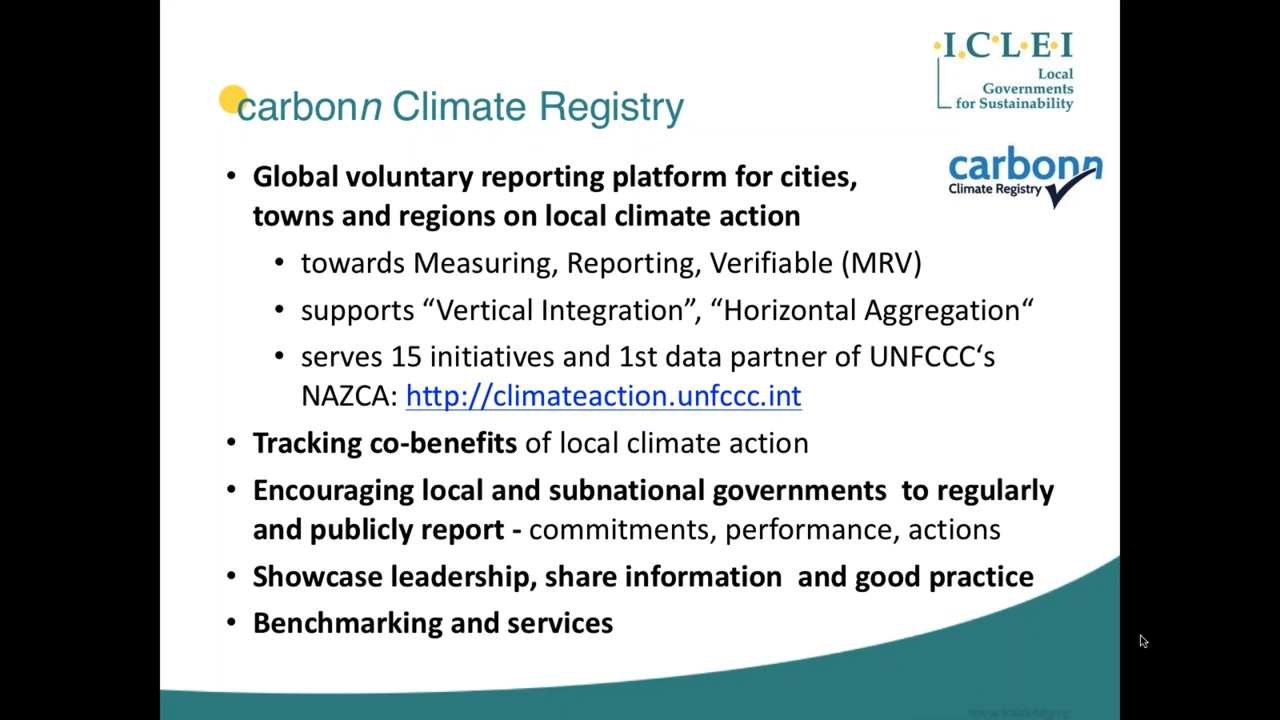 I.C.L.E.I
Local
Governments
for Sustainability
carbonn Climate Registry
carbonn
Climate Registry
• Global voluntary reporting platform for cities,
towns and regions on local climate action
• towards Measuring, Reporting, Verifiable (MRV)
• supports “Vertical Integration”, “Horizontal Aggregation“
• serves 15 initiatives and 1st data partner of UNFCCC‘s
NAZCA: http://climateaction.unfccc.int
• Tracking co-benefits of local climate action
• Encouraging local and subnational governments  to regularly
and publicly report - commitments, performance, actions
• Showcase leadership, share information  and good practice
• Benchmarking and services